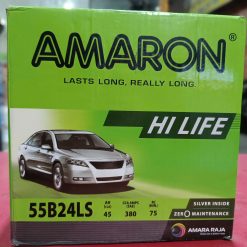 AMARON®
LASTS LONG. REALLY LONG.
HI LIFE
55B24LS
45
380
75
SILVER INSIDE
ZERO MAINTENANCE
AMARA RAJA